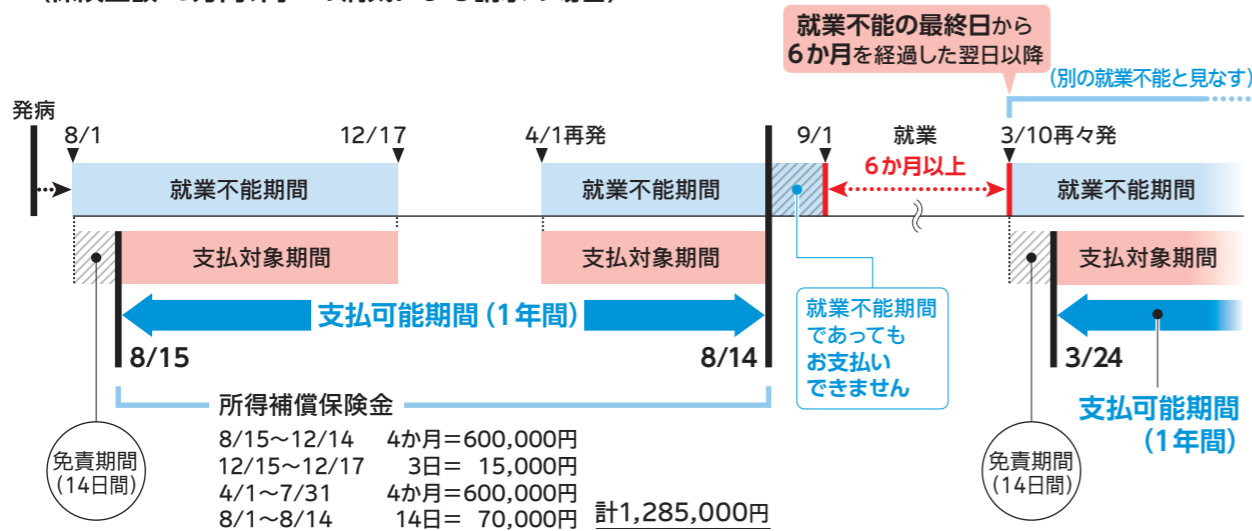 就業不能の最終日から
6か月を経過した翌日以降
(別の就業不能と見なす)
発病
8/1
12/17
4/1再発
9/1
就業
3/10再々発
6か月以上
就業不能期間
就業不能期間
就業不能期間
支払対象期間
支払対象期間
支払対象期間
支払可能期間(1年間)
8/15
8/14
就業不能期間
であっても
お支払い
できません
3/24
支払可能期間
(1年間)
免責期間
(14日間)
免責期間
(14日間)
所得補償保険金
8/15~12/14 4か月=600,000円
12/15~12/17 3日= 15,000円
4/1~7/31 4か月=600,000円
8/1~8/14 14日= 70,000円 計1,285,000円